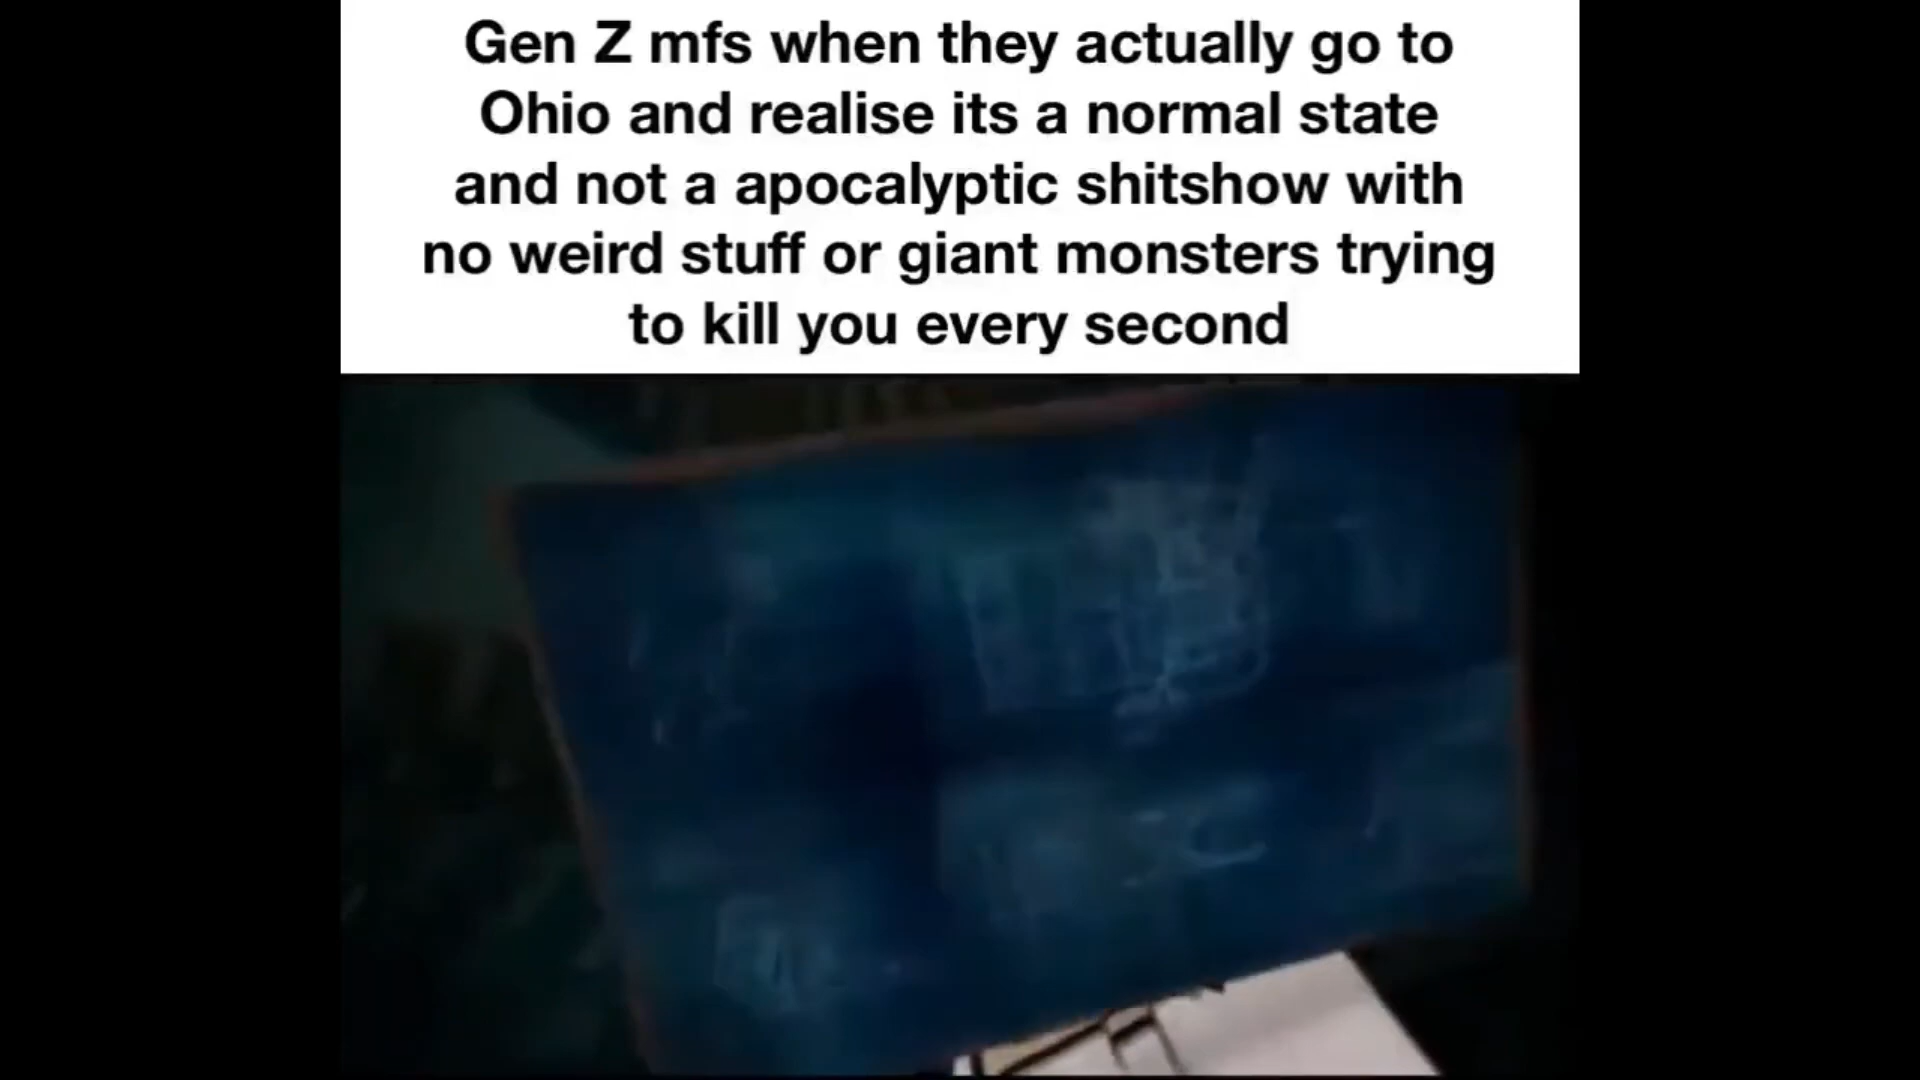 Gen Z mfs when they actually go to
Ohio and realise its a normal state
and not a apocalyptic shitshow with
no weird stuff or giant monsters trying
to kill you every second